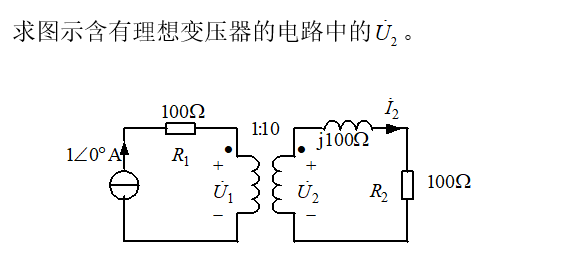 求图示含有理想变压器的电路中的U̇₂。
100Ω
1:10
İ₂
j100Ω
1∠0°A
R₁
+
+
U̇₁
U̇₂
R₂
100Ω
−
−